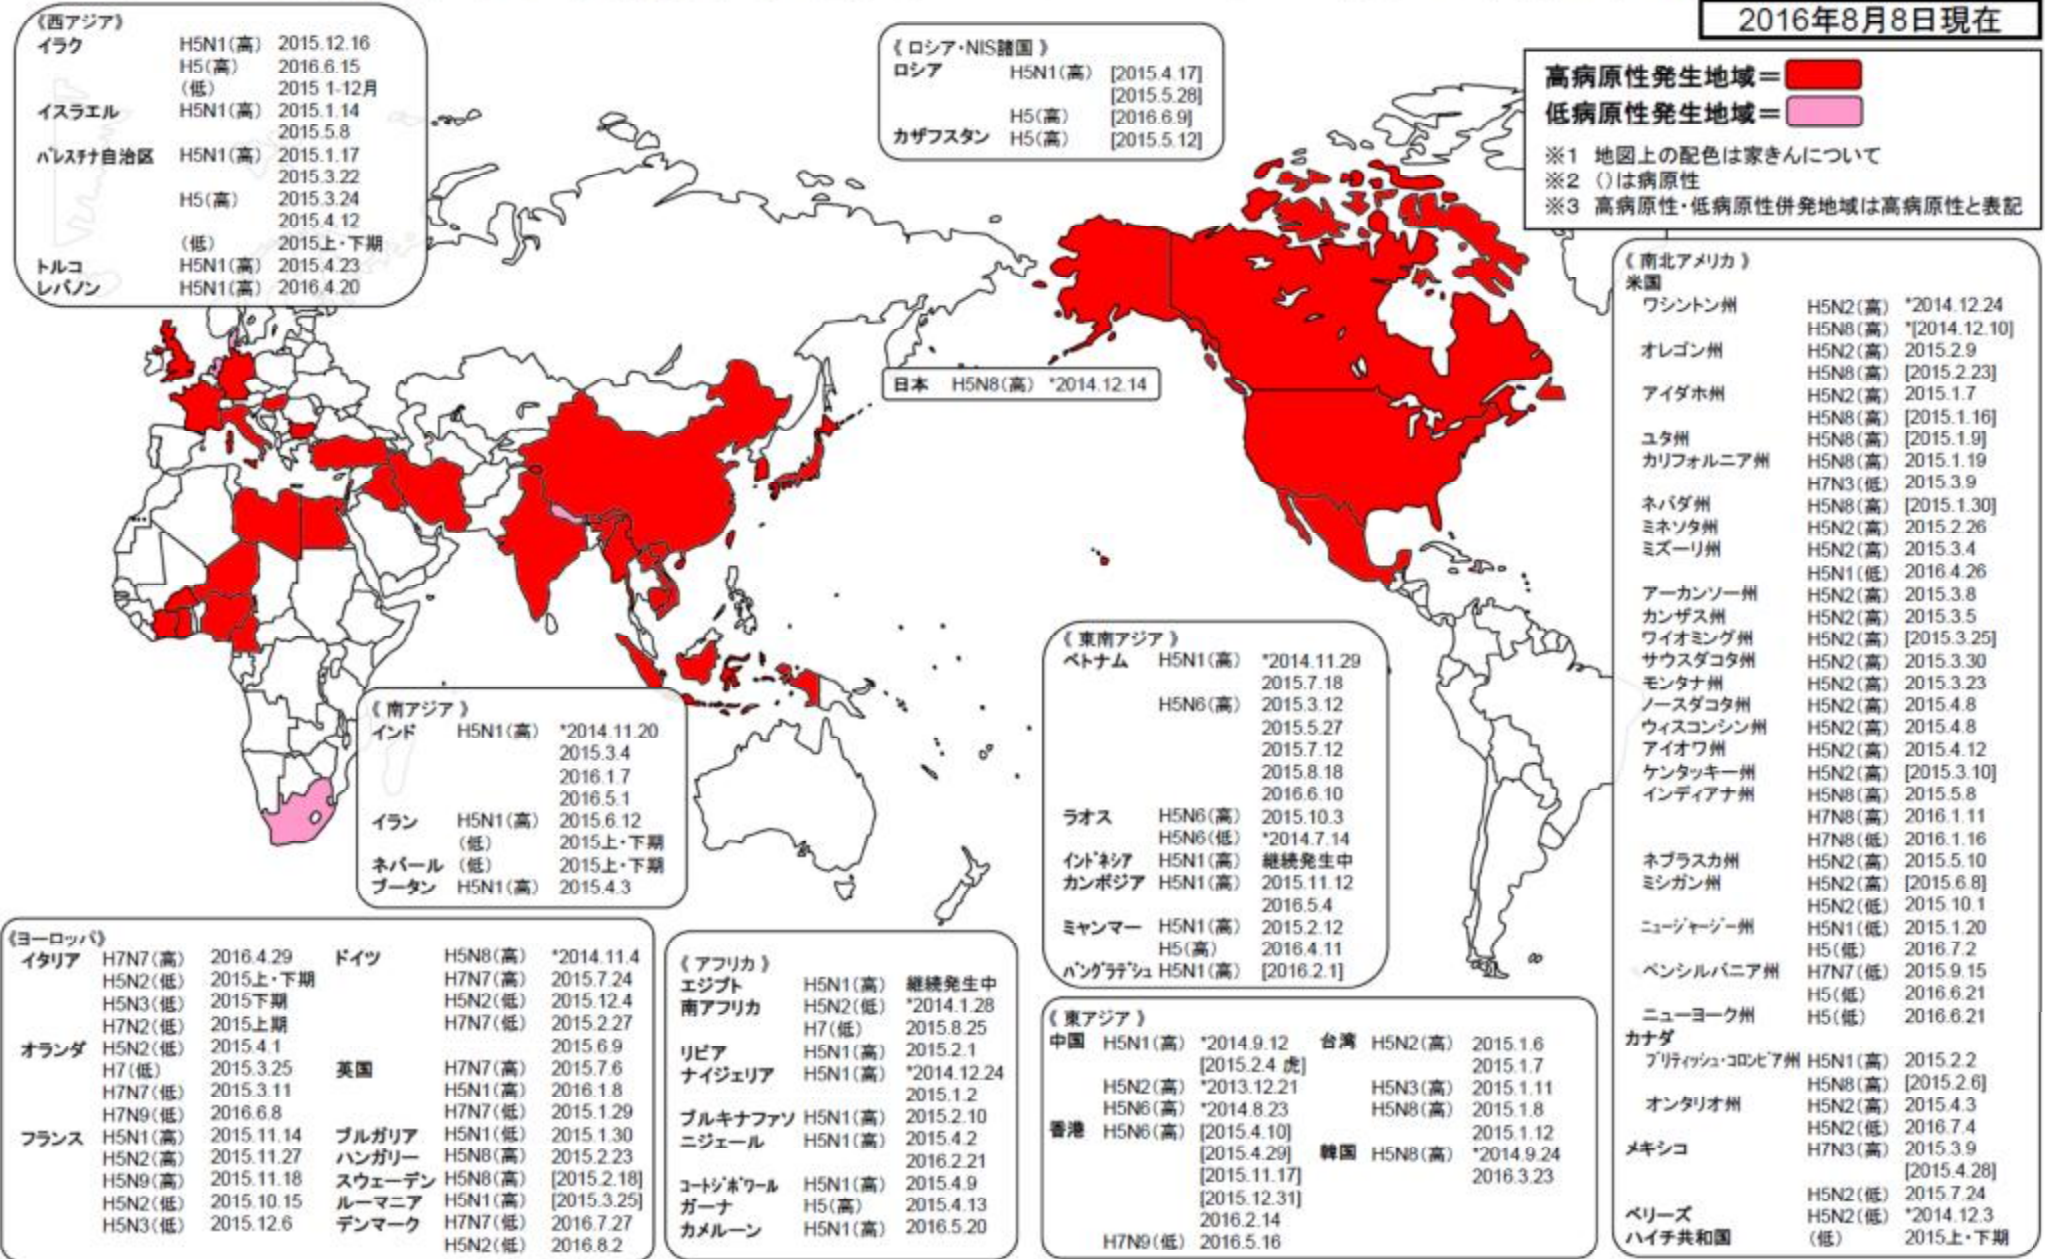 2016年8月8日現在
高病原性発生地域＝
低病原性発生地域＝
※1 地図上の配色は家きんについて
※2 ()は病原性
※3 高病原性・低病原性併発地域は高病原性と表記
《西アジア》
イラク H5N1(高) 2015.12.16
H5(高) 2016.6.15
(低) 2015 1-12月
イスラエル H5N1(高) 2015.1.14
2015.5.8
パレスチナ自治区 H5N1(高) 2015.1.17
2015.3.22
H5(高) 2015.3.24
2015.4.12
(低) 2015上・下期
トルコ H5N1(高) 2015.4.23
レバノン H5N1(高) 2016.4.20
《ロシア・NIS諸国》
ロシア H5N1(高) [2015.4.17]
[2015.5.28]
H5(高) [2016.6.9]
カザフスタン H5(高) [2015.5.12]
日本 H5N8(高) *2014.12.14
《南北アメリカ》
米国
ワシントン州 H5N2(高) *2014.12.24
H5N8(高) *[2014.12.10]
オレゴン州 H5N2(高) 2015.2.9
H5N8(高) [2015.2.23]
アイダホ州 H5N2(高) 2015.1.7
H5N8(高) [2015.1.16]
ユタ州 H5N8(高) [2015.1.9]
カリフォルニア州 H5N8(高) 2015.1.19
H7N3(低) 2015.3.9
ネバダ州 H5N8(高) [2015.1.30]
ミネソタ州 H5N2(高) 2015.2.26
ミズーリ州 H5N2(高) 2015.3.4
H5N1(低) 2016.4.26
アーカンソー州 H5N2(高) 2015.3.8
カンザス州 H5N2(高) 2015.3.5
ワイオミング州 H5N2(高) [2015.3.25]
サウスダコタ州 H5N2(高) 2015.3.30
モンタナ州 H5N2(高) 2015.3.23
ノースダコタ州 H5N2(高) 2015.4.8
ウィスコンシン州 H5N2(高) 2015.4.8
アイオワ州 H5N2(高) 2015.4.12
ケンタッキー州 H5N2(高) [2015.3.10]
インディアナ州 H5N8(高) 2015.5.8
H7N8(高) 2016.1.11
H7N8(低) 2016.1.16
ネブラスカ州 H5N2(高) 2015.5.10
ミシガン州 H5N2(高) [2015.6.8]
H5N2(低) 2015.10.1
ニュージャージー州 H5N1(低) 2015.1.20
H5(低) 2016.7.2
ペンシルバニア州 H7N7(低) 2015.9.15
H5(低) 2016.6.21
ニューヨーク州 H5(低) 2016.6.21
カナダ
ブリティッシュ・コロンビア州 H5N1(高) 2015.2.2
H5N8(高) [2015.2.6]
オンタリオ州 H5N2(高) 2015.4.3
H5N2(低) 2016.7.4
メキシコ H7N3(高) 2015.3.9
[2015.4.28]
H5N2(低) 2015.7.24
ベリーズ H5N2(低) *2014.12.3
ハイチ共和国 (低) 2015上・下期
《東南アジア》
ベトナム H5N1(高) *2014.11.29
2015.7.18
H5N6(高) 2015.3.12
2015.5.27
2015.7.12
2015.8.18
2016.6.10
ラオス H5N6(高) 2015.10.3
H5N6(低) *2014.7.14
インドネシア H5N1(高) 継続発生中
カンボジア H5N1(高) 2015.11.12
2016.5.4
ミャンマー H5N1(高) 2015.2.12
H5(高) 2016.4.11
バングラデシュ H5N1(高) [2016.2.1]
《南アジア》
インド H5N1(高) *2014.11.20
2015.3.4
2016.1.7
2016.5.1
イラン H5N1(高) 2015.6.12
(低) 2015上・下期
ネパール (低) 2015上・下期
ブータン H5N1(高) 2015.4.3
《ヨーロッパ》
イタリア H7N7(高) 2016.4.29
H5N2(低) 2015上・下期
H5N3(低) 2015下期
H7N2(低) 2015上期
オランダ H5N2(低) 2015.4.1
H7(低) 2015.3.25
H7N7(低) 2015.3.11
H7N9(低) 2016.6.8
フランス H5N1(高) 2015.11.14
H5N2(高) 2015.11.27
H5N9(高) 2015.11.18
H5N2(低) 2015.10.15
H5N3(低) 2015.12.6
ドイツ H5N8(高) *2014.11.4
H7N7(高) 2015.7.24
H5N2(低) 2015.12.4
H7N7(低) 2015.2.27
2015.6.9
英国 H7N7(高) 2015.7.6
H5N1(高) 2016.1.8
H7N7(低) 2015.1.29
ブルガリア H5N1(低) 2015.1.30
ハンガリー H5N8(高) 2015.2.23
スウェーデン H5N8(高) [2015.2.18]
ルーマニア H5N1(高) [2015.3.25]
デンマーク H7N7(低) 2016.7.27
H5N2(低) 2016.8.2
《アフリカ》
エジプト H5N1(高) 継続発生中
南アフリカ H5N2(低) *2014.1.28
H7(低) 2015.8.25
リビア H5N1(高) 2015.2.1
ナイジェリア H5N1(高) *2014.12.24
2015.1.2
ブルキナファソ H5N1(高) 2015.2.10
ニジェール H5N1(高) 2015.4.2
2016.2.21
コートジボワール H5N1(高) 2015.4.9
ガーナ H5(高) 2015.4.13
カメルーン H5N1(高) 2016.5.20
《東アジア》
中国 H5N1(高) *2014.9.12
[2015.2.4 虎]
H5N2(高) *2013.12.21
H5N6(高) *2014.8.23
香港 H5N6(高) [2015.4.10]
[2015.4.29]
[2015.11.17]
[2015.12.31]
2016.2.14
H7N9(低) 2016.5.16
台湾 H5N2(高) 2015.1.6
2015.1.7
H5N3(高) 2015.1.11
H5N8(高) 2015.1.8
2015.1.12
韓国 H5N8(高) *2014.9.24
2016.3.23